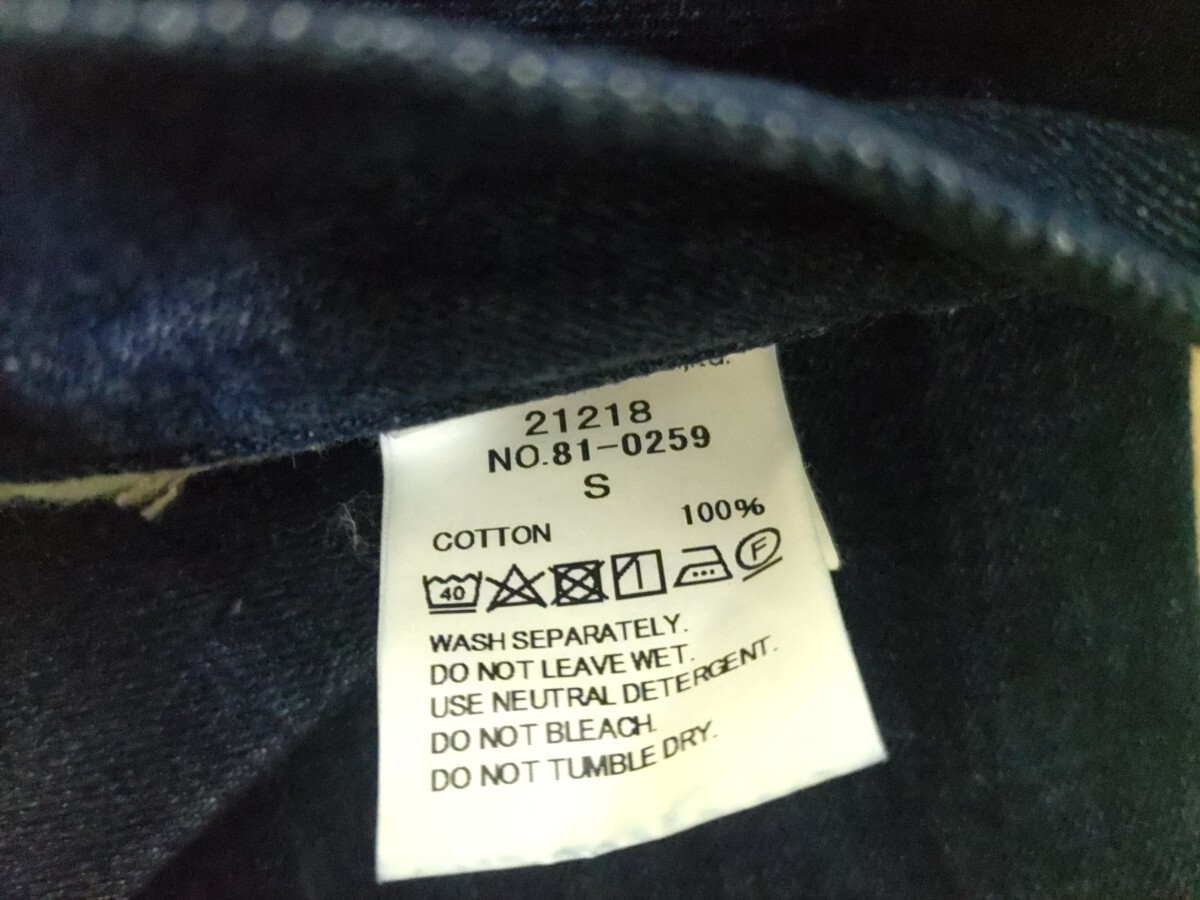 21218
NO.81-0259
S
COTTON 100%
40 F
WASH SEPARATELY.
DO NOT LEAVE WET.
USE NEUTRAL DETERGENT.
DO NOT BLEACH.
DO NOT TUMBLE DRY.